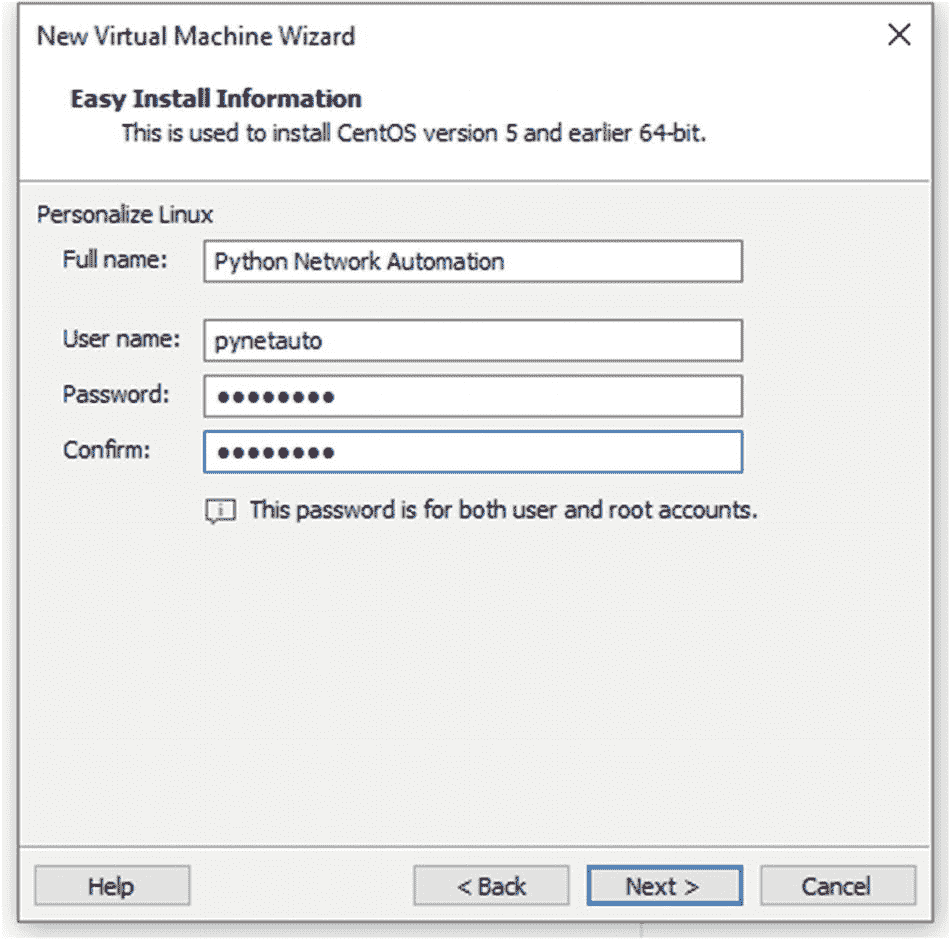 New Virtual Machine Wizard
Easy Install Information
This is used to install CentOS version 5 and earlier 64-bit.
Personalize Linux
Full name: Python Network Automation
User name: pynetauto
Password: ●●●●●●●●
Confirm: ●●●●●●●●
This password is for both user and root accounts.
Help < Back Next > Cancel